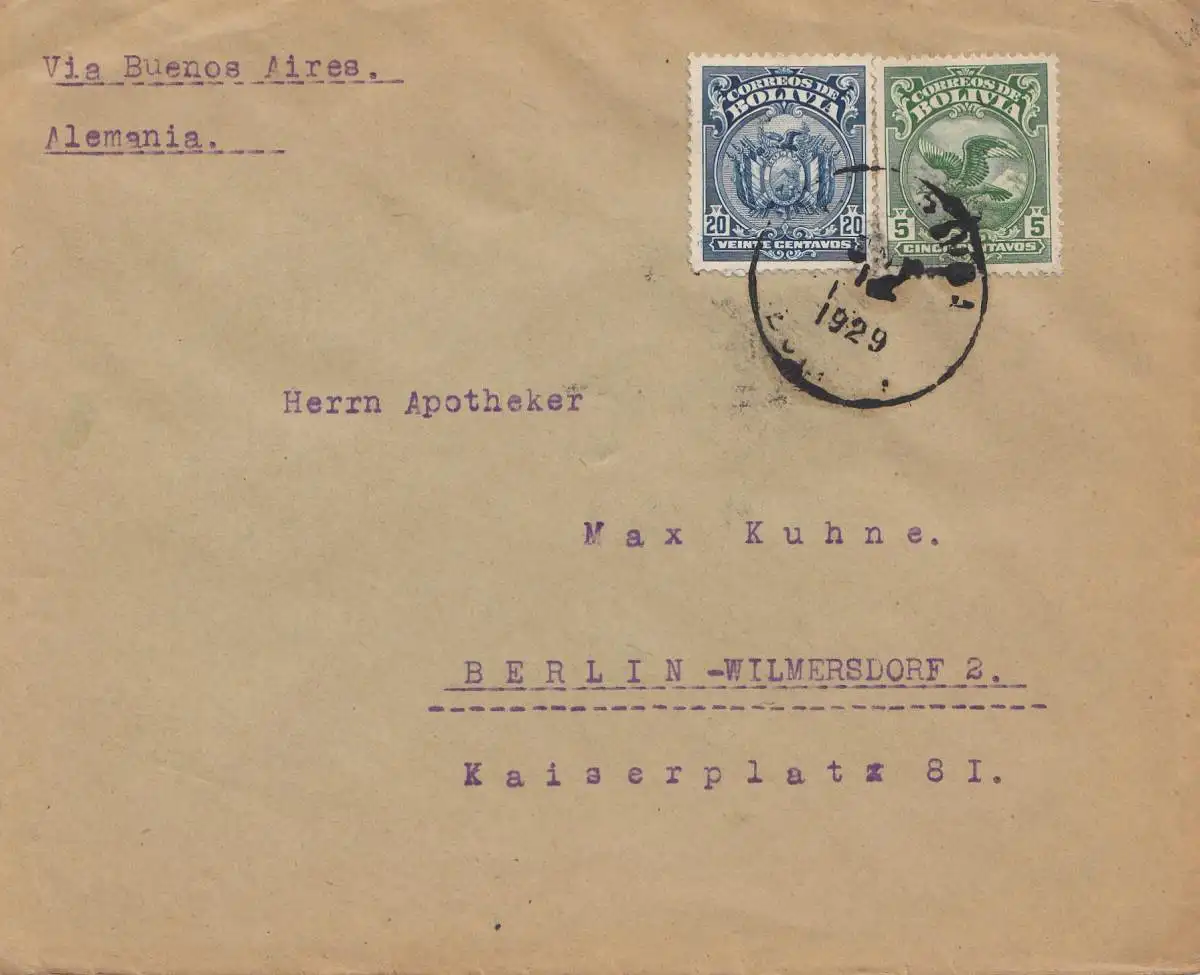 Via Buenos Aires.
Alemania.
CORREOS DE
BOLIVIA
20 20
VEINTE CENTAVOS
CORREOS DE
BOLIVIA
5 5
CINCO CENTAVOS
1929
Herrn Apotheker
Max Kuhne.
BERLIN-WILMERSDORF 2.
Kaiserplatz 8I.